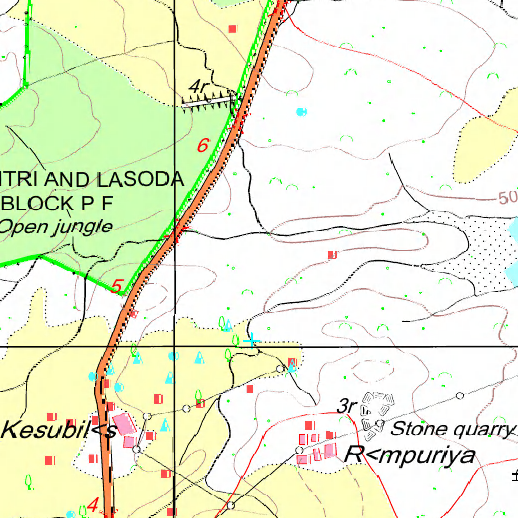 4r
6
ITRI AND LASODA
BLOCK P F
Open jungle
50
5
3r
Kesubil<s
Stone quarry
R<mpuriya
4